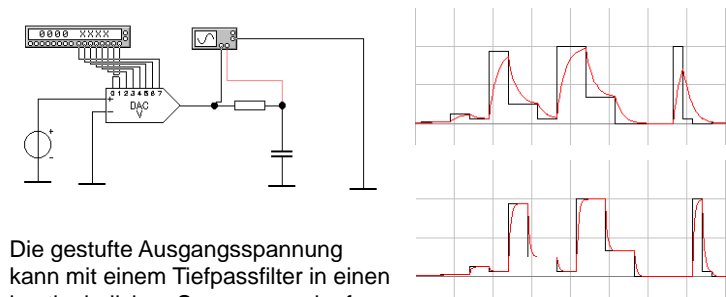 0000 XXXX
0 1 2 3 4 5 6 7
+
DAC
V
-
+
-
Die gestufte Ausgangsspannung
kann mit einem Tiefpassfilter in einen